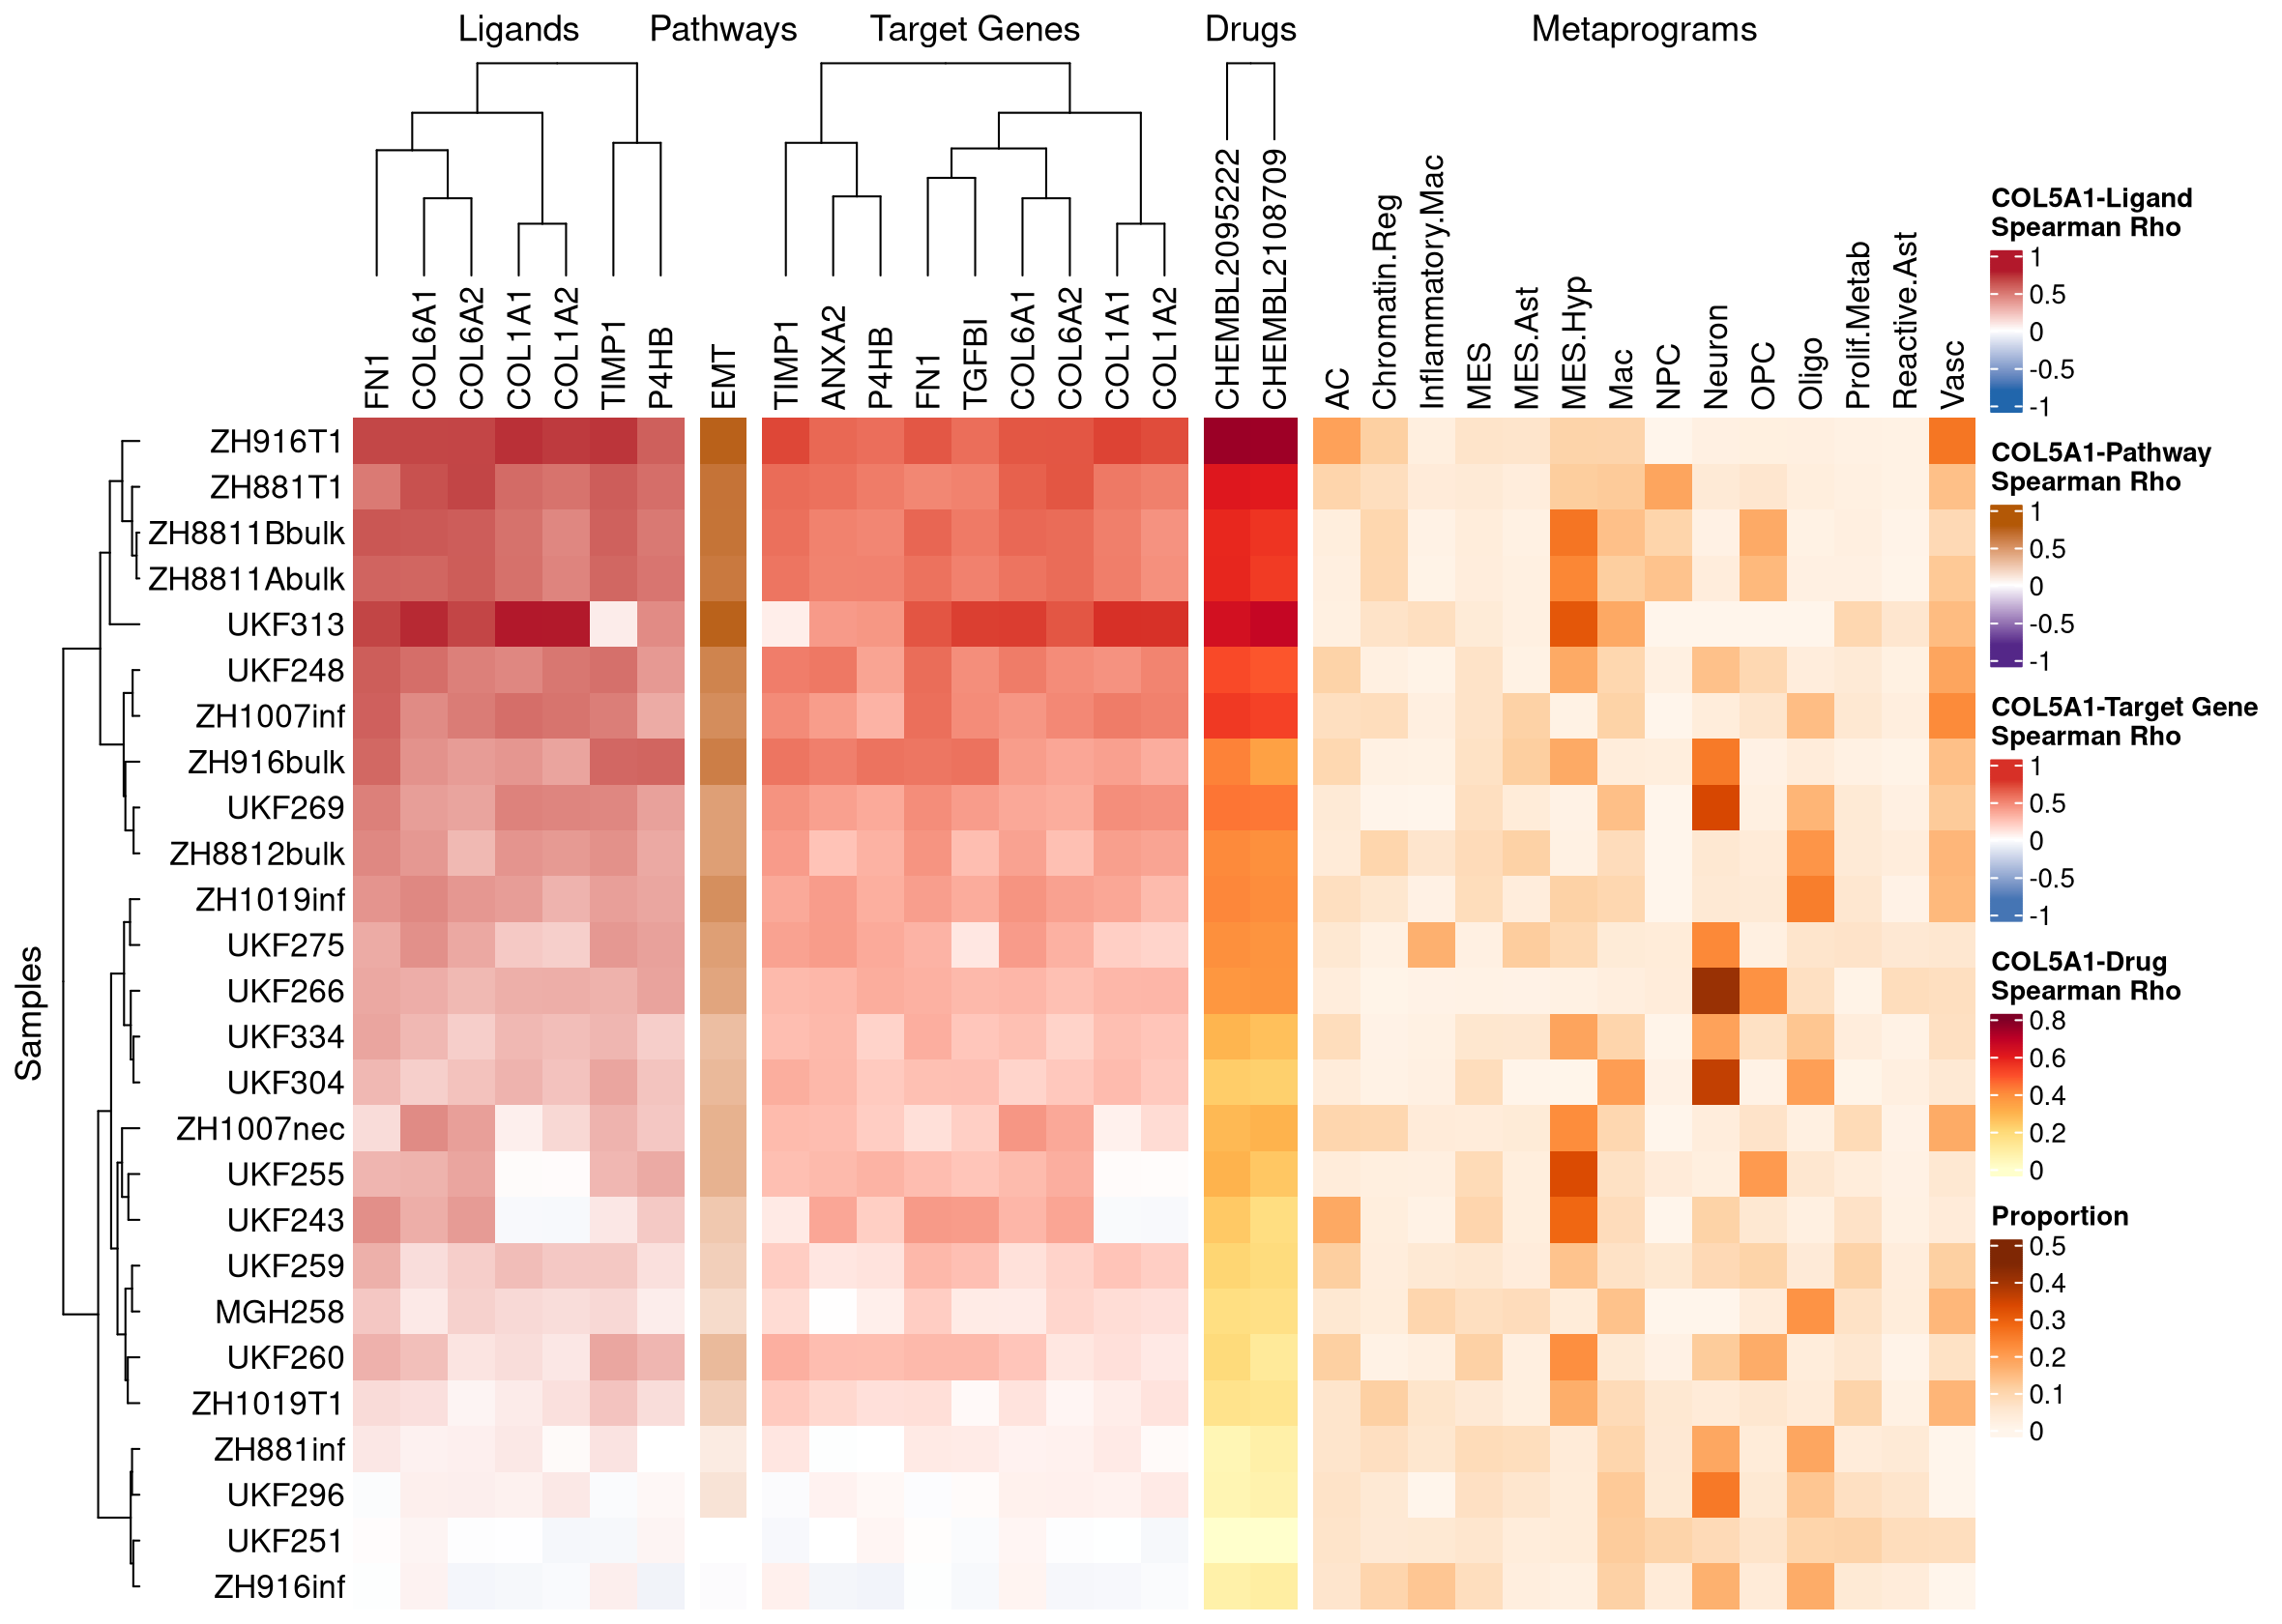 Ligands Pathways Target Genes Drugs Metaprograms
FN1
COL6A1
COL6A2
COL1A1
COL1A2
TIMP1
P4HB
EMT
TIMP1
ANXA2
P4HB
FN1
TGFBI
COL6A1
COL6A2
COL1A1
COL1A2
CHEMBL2095222
CHEMBL2108709
AC
Chromatin.Reg
Inflammatory.Mac
MES
MES.Ast
MES.Hyp
Mac
NPC
Neuron
OPC
Oligo
Prolif.Metab
Reactive.Ast
Vasc
Samples
ZH916T1
ZH881T1
ZH8811Bbulk
ZH8811Abulk
UKF313
UKF248
ZH1007inf
ZH916bulk
UKF269
ZH8812bulk
ZH1019inf
UKF275
UKF266
UKF334
UKF304
ZH1007nec
UKF255
UKF243
UKF259
MGH258
UKF260
ZH1019T1
ZH881inf
UKF296
UKF251
ZH916inf
COL5A1-Ligand
Spearman Rho
1
0.5
0
-0.5
-1
COL5A1-Pathway
Spearman Rho
1
0.5
0
-0.5
-1
COL5A1-Target Gene
Spearman Rho
1
0.5
0
-0.5
-1
COL5A1-Drug
Spearman Rho
0.8
0.6
0.4
0.2
0
Proportion
0.5
0.4
0.3
0.2
0.1
0